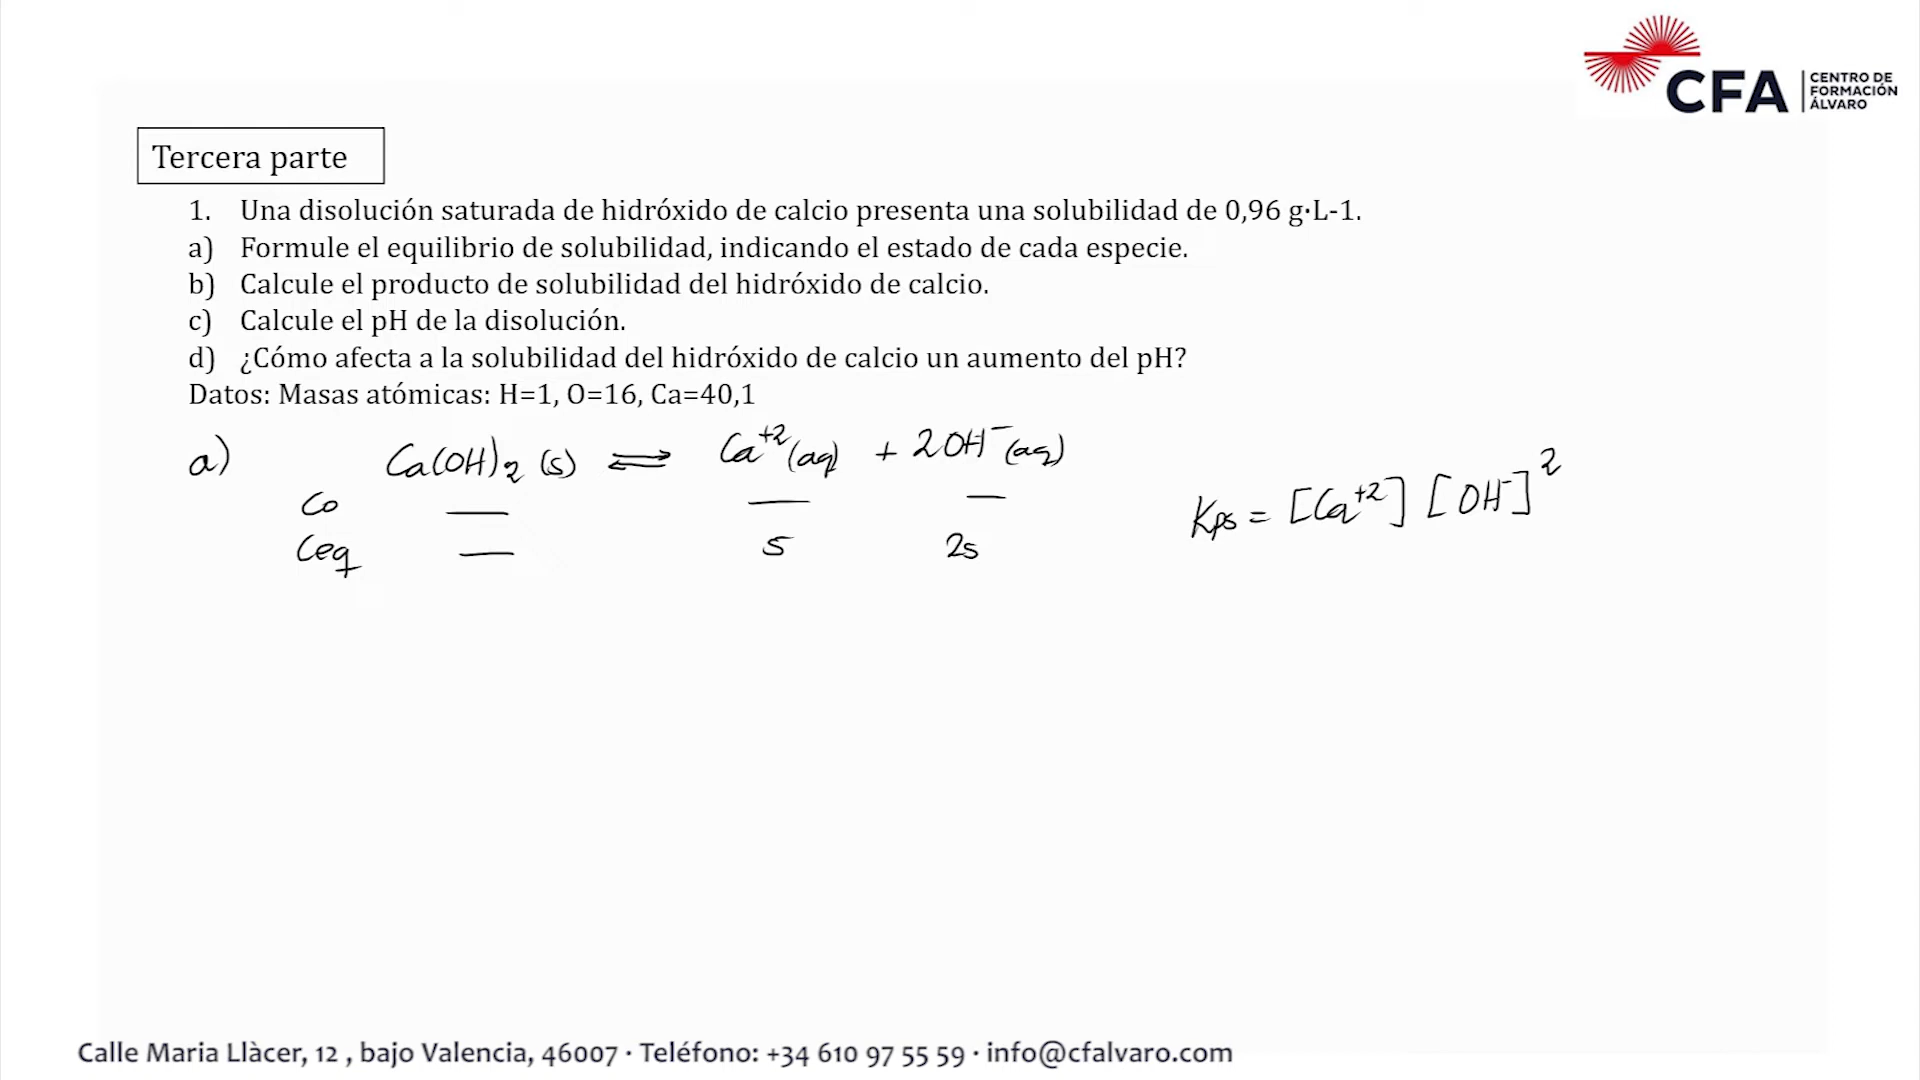 CFA CENTRO DE FORMACIÓN ÁLVARO
Tercera parte
1. Una disolución saturada de hidróxido de calcio presenta una solubilidad de 0,96 g·L-1.
a) Formule el equilibrio de solubilidad, indicando el estado de cada especie.
b) Calcule el producto de solubilidad del hidróxido de calcio.
c) Calcule el pH de la disolución.
d) ¿Cómo afecta a la solubilidad del hidróxido de calcio un aumento del pH?
Datos: Masas atómicas: H=1, O=16, Ca=40,1
a) Ca(OH)₂ (s) ⇌ Ca⁺² (aq) + 2OH⁻ (aq)
Co — — —
Ceq — s 2s
Kps = [Ca⁺²] [OH⁻]²
Calle Maria Llàcer, 12 , bajo Valencia, 46007 · Teléfono: +34 610 97 55 59 · info@cfalvaro.com